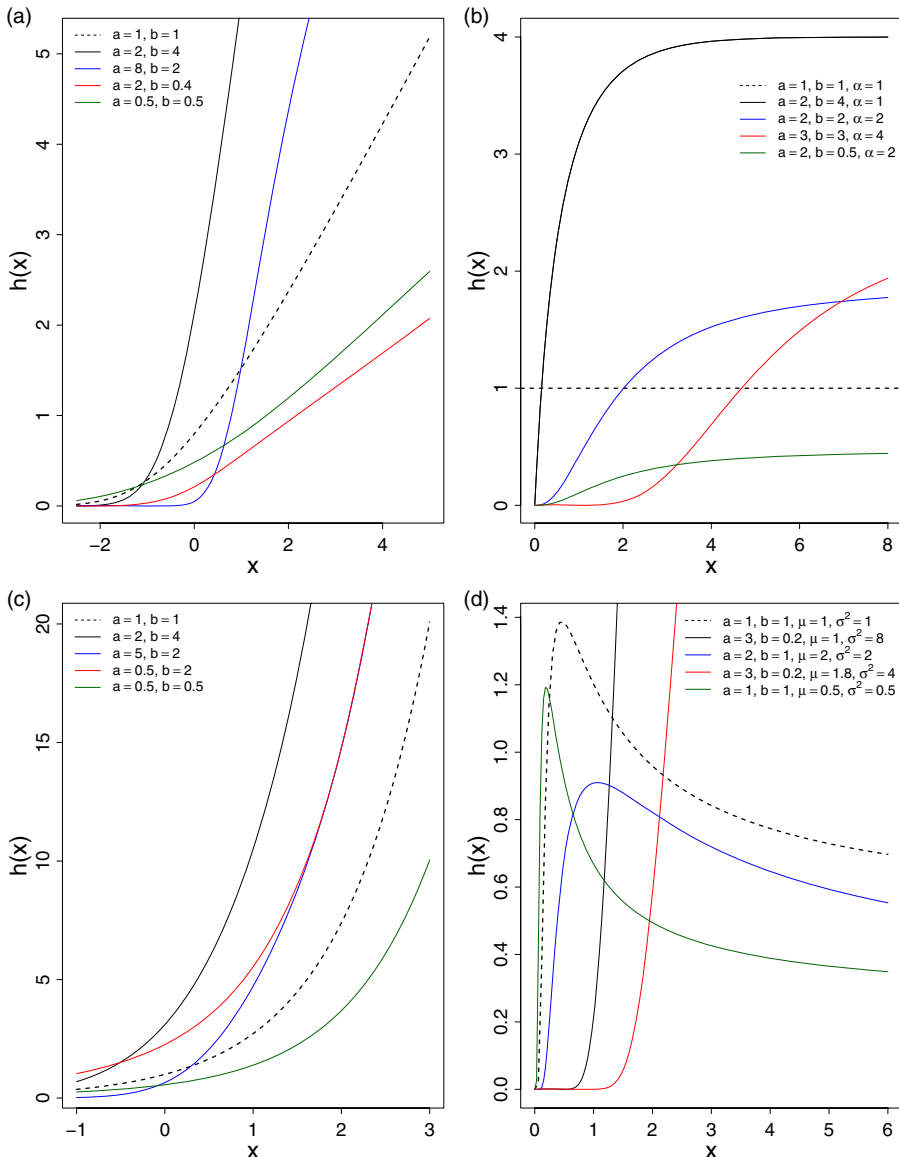 (a)
a = 1, b = 1
a = 2, b = 4
a = 8, b = 2
a = 2, b = 0.4
a = 0.5, b = 0.5
h(x)
0 1 2 3 4 5
−2 0 2 4
x
(b)
a = 1, b = 1, α = 1
a = 2, b = 4, α = 1
a = 2, b = 2, α = 2
a = 3, b = 3, α = 4
a = 2, b = 0.5, α = 2
h(x)
0 1 2 3 4
0 2 4 6 8
x
(c)
a = 1, b = 1
a = 2, b = 4
a = 5, b = 2
a = 0.5, b = 2
a = 0.5, b = 0.5
h(x)
0 5 10 15 20
−1 0 1 2 3
x
(d)
a = 1, b = 1, μ = 1, σ² = 1
a = 3, b = 0.2, μ = 1, σ² = 8
a = 2, b = 1, μ = 2, σ² = 2
a = 3, b = 0.2, μ = 1.8, σ² = 4
a = 1, b = 1, μ = 0.5, σ² = 0.5
h(x)
0.0 0.2 0.4 0.6 0.8 1.0 1.2 1.4
0 1 2 3 4 5 6
x